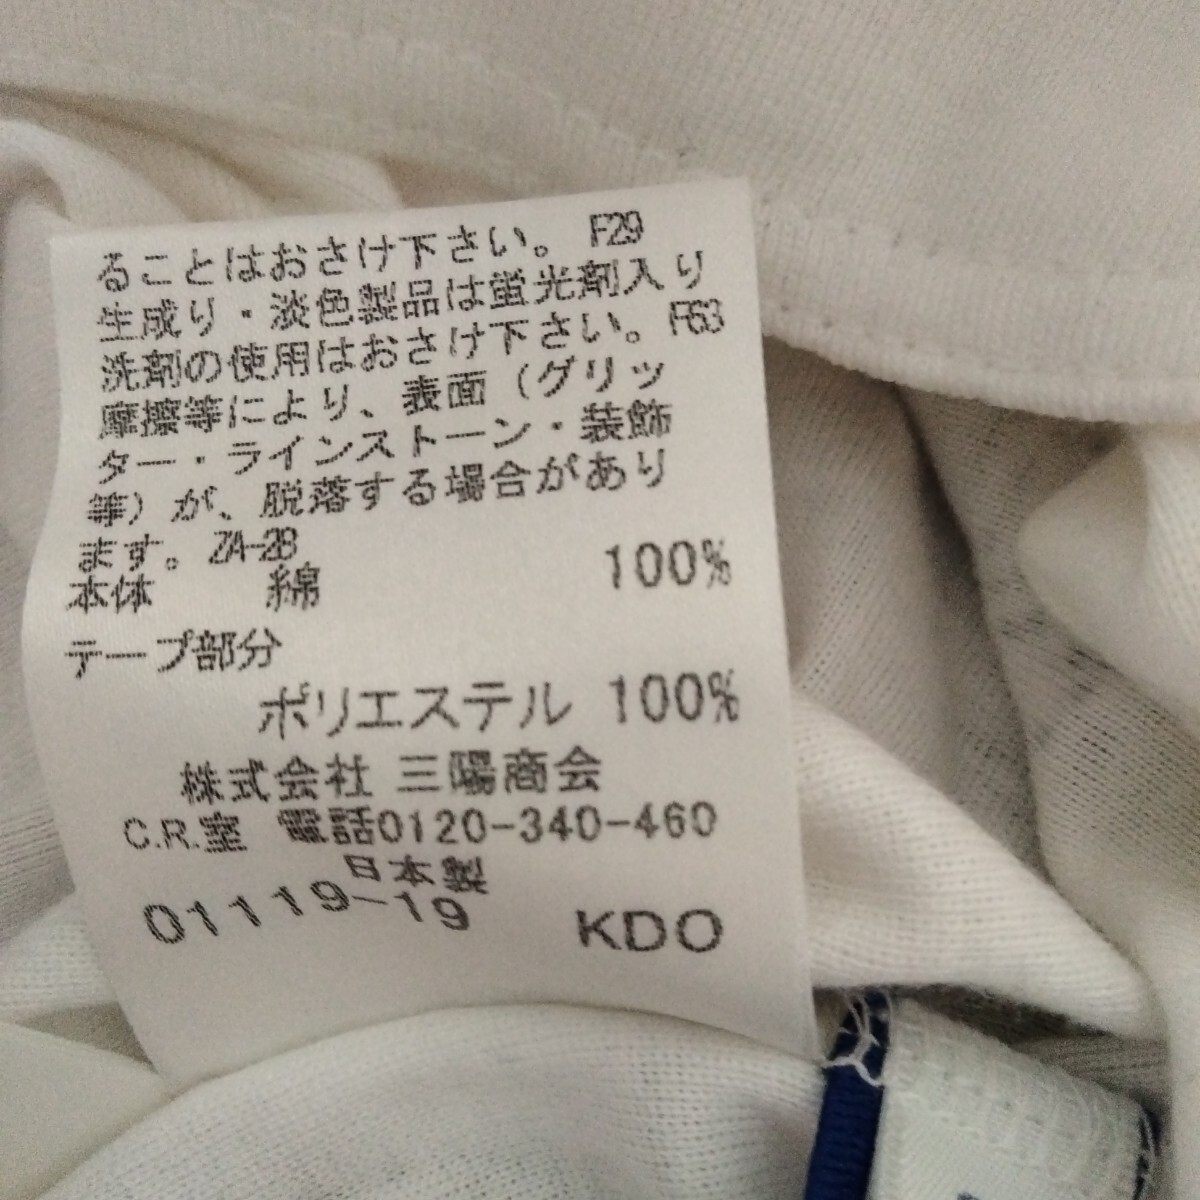 ることはおさけ下さい。 F29
生成り・淡色製品は蛍光剤入り
洗剤の使用はおさけ下さい。 F63
摩擦等により、表面（グリッ
ター・ラインストーン・装飾
等）が、脱落する場合があり
ます。ZA-28
本体 綿 100%
テープ部分
ポリエステル 100%
株式会社 三陽商会
C.R.室 電話0120-340-460
日本製
01119-19 KDO